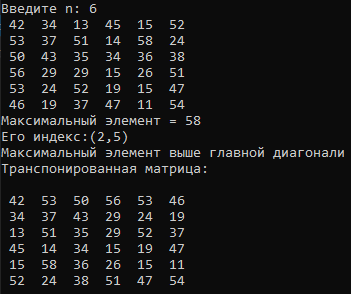 Введите n: 6
42 34 13 45 15 52
53 37 51 14 58 24
50 43 35 34 36 38
56 29 29 15 26 51
53 24 52 19 15 47
46 19 37 47 11 54
Максимальный элемент = 58
Его индекс:(2,5)
Максимальный элемент выше главной диагонали
Транспонированная матрица:
42 53 50 56 53 46
34 37 43 29 24 19
13 51 35 29 52 37
45 14 34 15 19 47
15 58 36 26 15 11
52 24 38 51 47 54